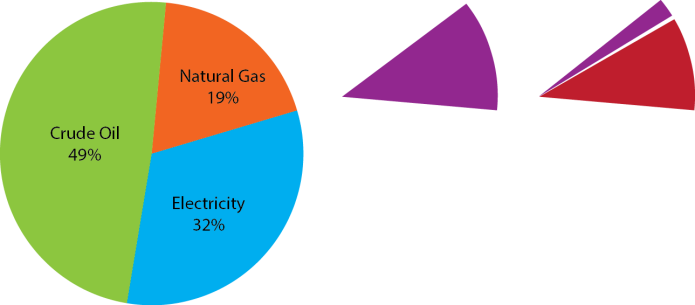 Natural Gas
19%
Crude Oil
49%
Electricity
32%